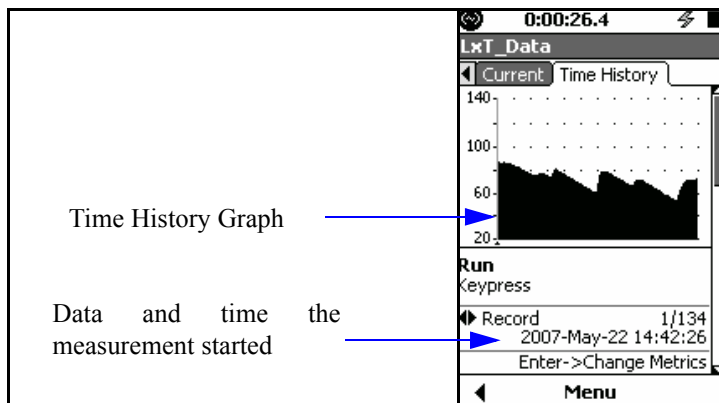 0:00:26.4
LxT_Data
Current Time History
140
100
60
20
Time History Graph
Run
Keypress
Data and time the
measurement started
Record 1/134
2007-May-22 14:42:26
Enter->Change Metrics
Menu